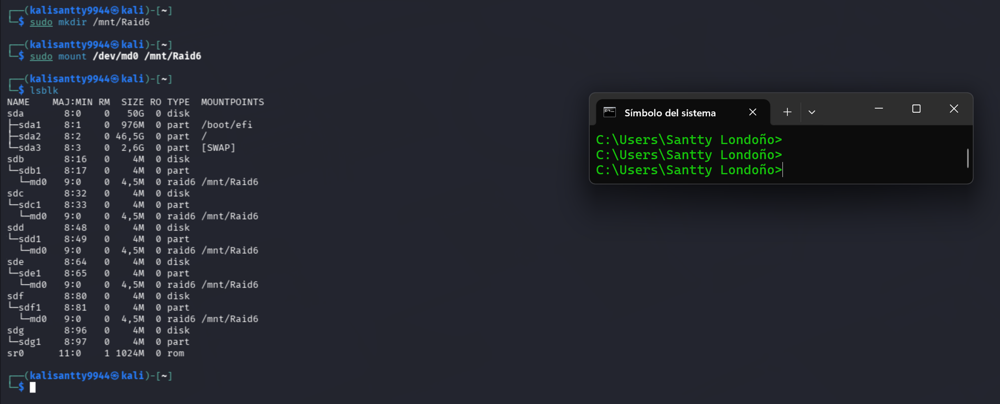 ┌──(kalisantty9944㉿kali)-[~]
└─$ sudo mkdir /mnt/Raid6
┌──(kalisantty9944㉿kali)-[~]
└─$ sudo mount /dev/md0 /mnt/Raid6
┌──(kalisantty9944㉿kali)-[~]
└─$ lsblk
NAME    MAJ:MIN RM  SIZE RO TYPE  MOUNTPOINTS
sda       8:0    0   50G  0 disk
├─sda1    8:1    0  976M  0 part  /boot/efi
├─sda2    8:2    0 46,5G  0 part  /
└─sda3    8:3    0  2,6G  0 part  [SWAP]
sdb       8:16   0    4M  0 disk
└─sdb1    8:17   0    4M  0 part
  └─md0   9:0    0  4,5M  0 raid6 /mnt/Raid6
sdc       8:32   0    4M  0 disk
└─sdc1    8:33   0    4M  0 part
  └─md0   9:0    0  4,5M  0 raid6 /mnt/Raid6
sdd       8:48   0    4M  0 disk
└─sdd1    8:49   0    4M  0 part
  └─md0   9:0    0  4,5M  0 raid6 /mnt/Raid6
sde       8:64   0    4M  0 disk
└─sde1    8:65   0    4M  0 part
  └─md0   9:0    0  4,5M  0 raid6 /mnt/Raid6
sdf       8:80   0    4M  0 disk
└─sdf1    8:81   0    4M  0 part
  └─md0   9:0    0  4,5M  0 raid6 /mnt/Raid6
sdg       8:96   0    4M  0 disk
└─sdg1    8:97   0    4M  0 part
sr0      11:0    1 1024M  0 rom
┌──(kalisantty9944㉿kali)-[~]
└─$
Símbolo del sistema
C:\Users\Santty Londoño>
C:\Users\Santty Londoño>
C:\Users\Santty Londoño>